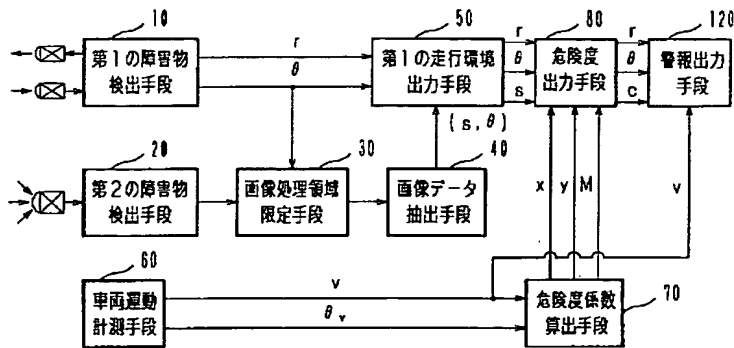 10
第1の障害物
検出手段
r
θ
50
第1の走行環境
出力手段
r
θ
s
80
危険度
出力手段
r
θ
c
120
警報出力
手段
(s,θ)
20
第2の障害物
検出手段
30
画像処理領域
限定手段
40
画像データ
抽出手段
x
y
M
v
60
車両運動
計測手段
v
θv
危険度係数
算出手段
70